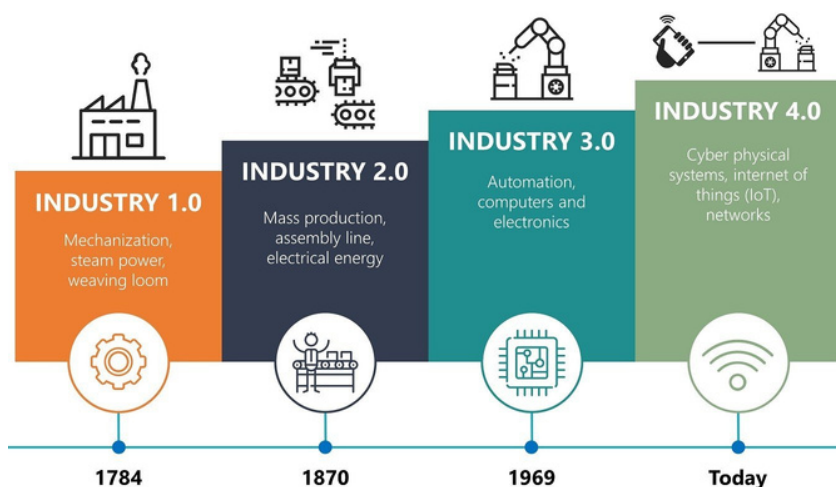 INDUSTRY 1.0
Mechanization,
steam power,
weaving loom
INDUSTRY 2.0
Mass production,
assembly line,
electrical energy
INDUSTRY 3.0
Automation,
computers and
electronics
INDUSTRY 4.0
Cyber physical
systems, internet of
things (IoT),
networks
1784
1870
1969
Today